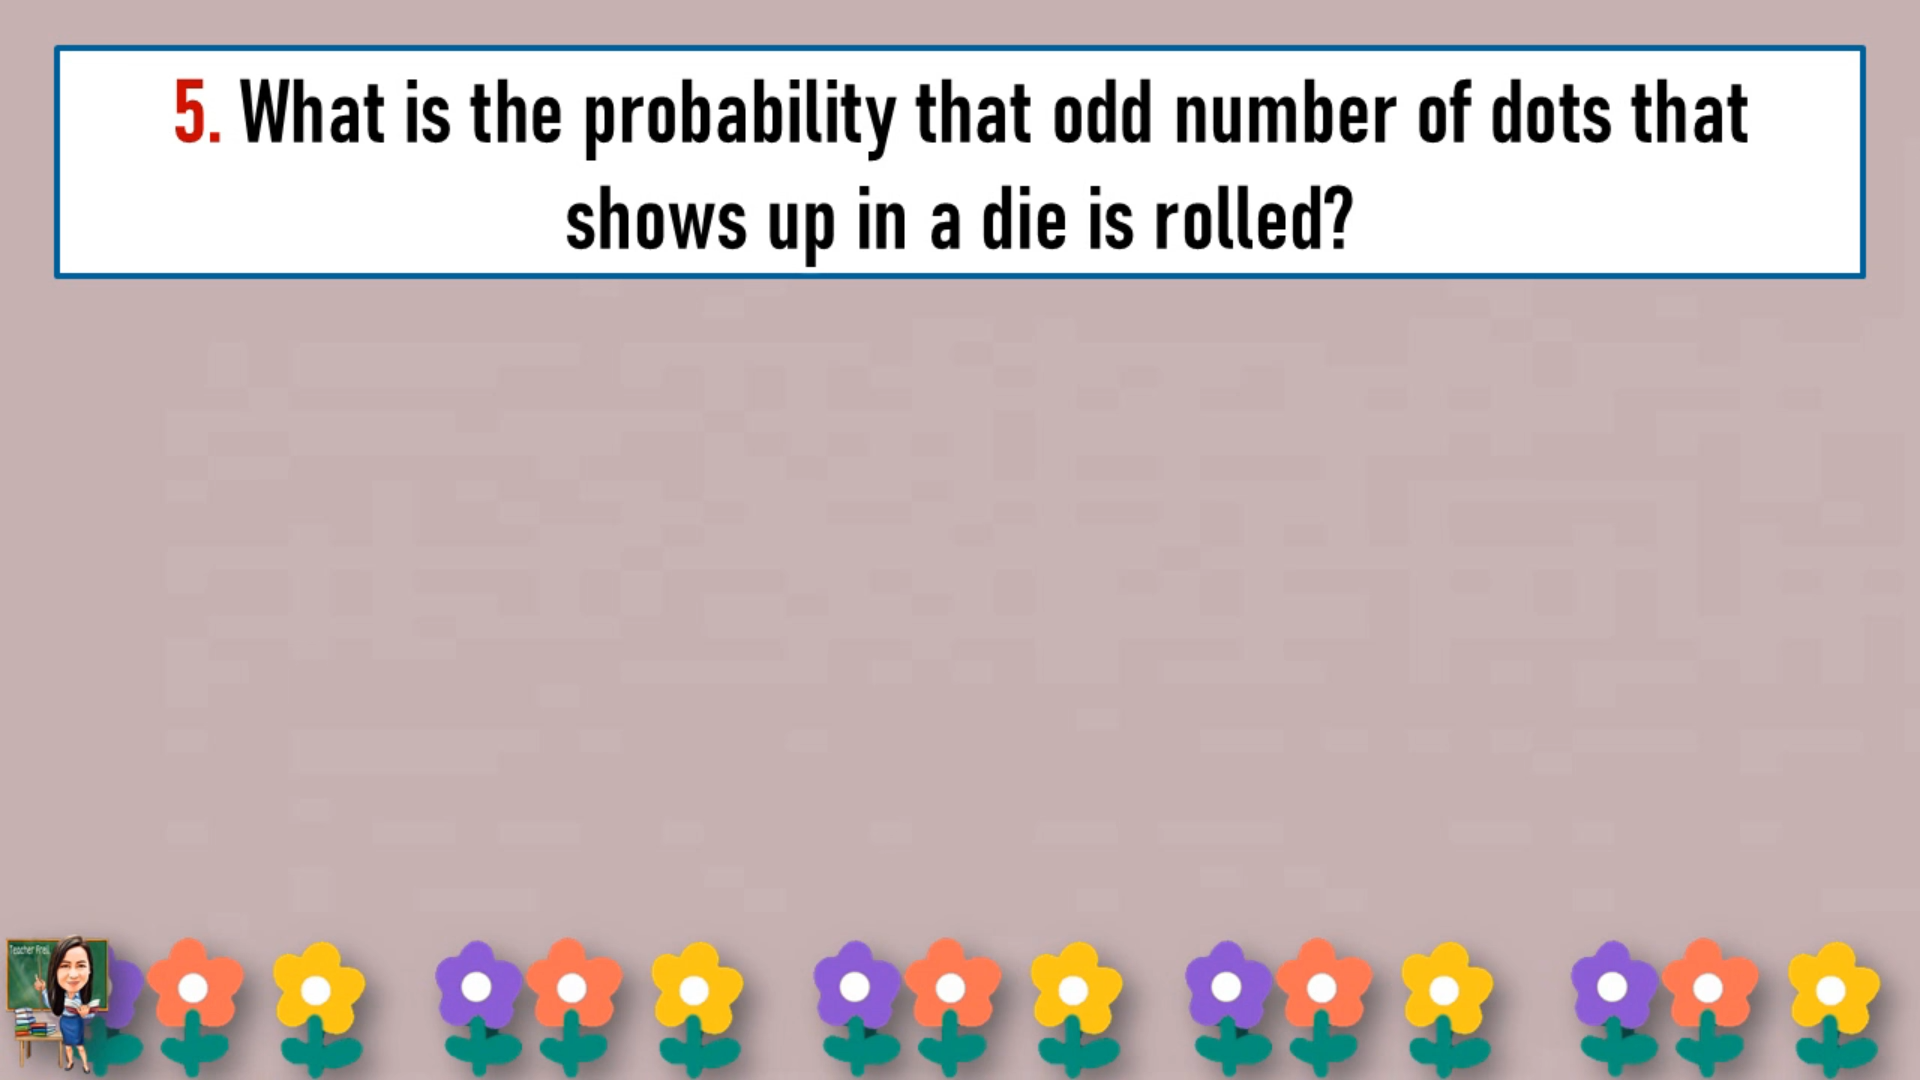 5. What is the probability that odd number of dots that
shows up in a die is rolled?